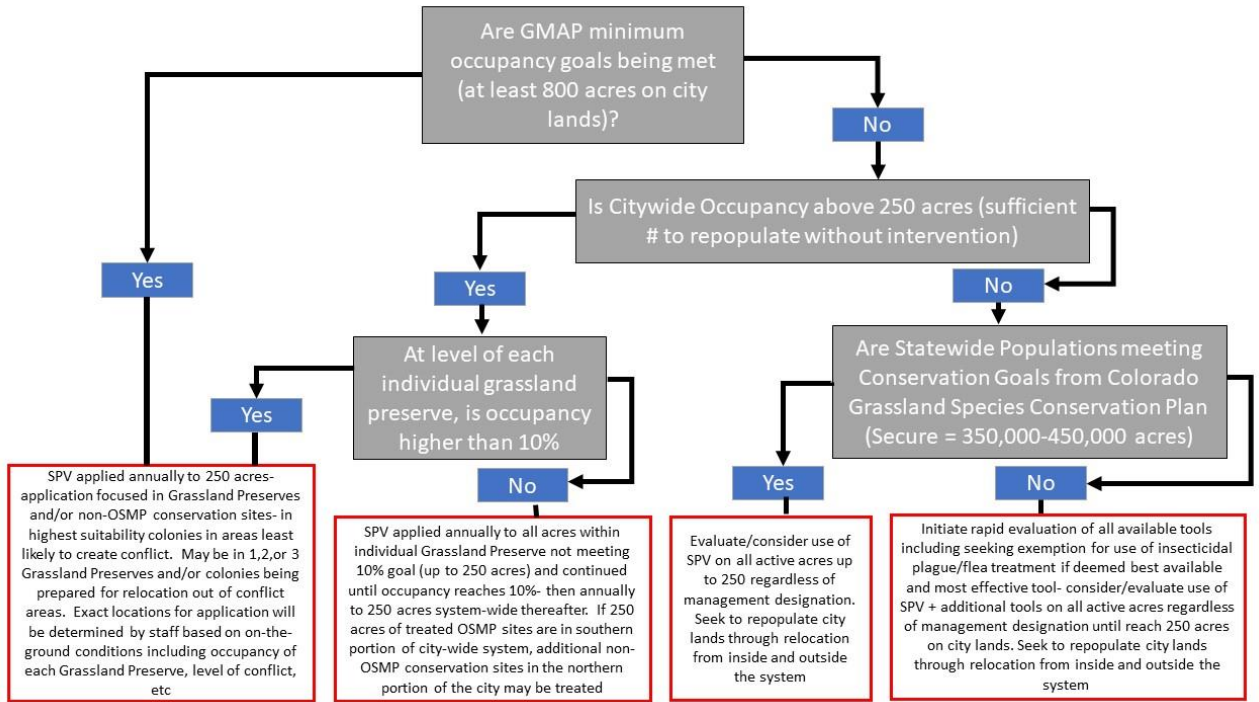 Are GMAP minimum
occupancy goals being met
(at least 800 acres on city
lands)?
No
Is Citywide Occupancy above 250 acres (sufficient
# to repopulate without intervention)
Yes
Yes
No
At level of each
individual grassland
preserve, is occupancy
higher than 10%
Are Statewide Populations meeting
Conservation Goals from Colorado
Grassland Species Conservation Plan
(Secure = 350,000-450,000 acres)
Yes
No
Yes
No
SPV applied annually to 250 acres-
application focused in Grassland Preserves
and/or non-OSMP conservation sites- in
highest suitability colonies in areas least
likely to create conflict. May be in 1,2,or 3
Grassland Preserves and/or colonies being
prepared for relocation out of conflict
areas. Exact locations for application will
be determined by staff based on on-the-
ground conditions including occupancy of
each Grassland Preserve, level of conflict,
etc
SPV applied annually to all acres within
individual Grassland Preserve not meeting
10% goal (up to 250 acres) and continued
until occupancy reaches 10%- then annually
to 250 acres system-wide thereafter. If 250
acres of treated OSMP sites are in southern
portion of city-wide system, additional non-
OSMP conservation sites in the northern
portion of the city may be treated
Evaluate/consider use of
SPV on all active acres up
to 250 regardless of
management designation.
Seek to repopulate city
lands through relocation
from inside and outside
the system
Initiate rapid evaluation of all available tools
including seeking exemption for use of insecticidal
plague/flea treatment if deemed best available
and most effective tool- consider/evaluate use of
SPV + additional tools on all active acres regardless
of management designation until reach 250 acres
on city lands. Seek to repopulate city lands
through relocation from inside and outside the
system